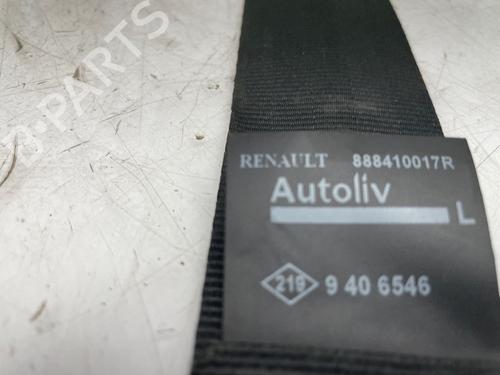 B-PARTS
RENAULT 888410017R
Autoliv
L
219 9 40 6546